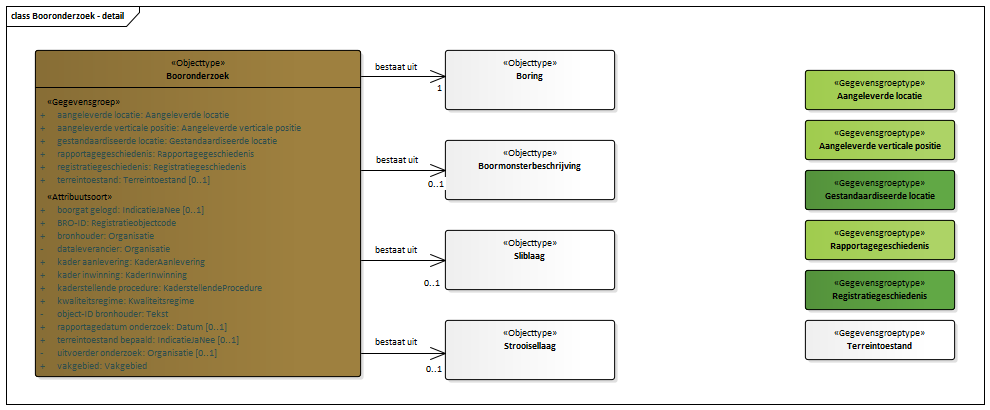 class Booronderzoek - detail
«Objecttype»
Booronderzoek
«Gegevensgroep»
+ aangeleverde locatie: Aangeleverde locatie
+ aangeleverde verticale positie: Aangeleverde verticale positie
+ gestandaardiseerde locatie: Gestandaardiseerde locatie
+ rapportagegeschiedenis: Rapportagegeschiedenis
+ registratiegeschiedenis: Registratiegeschiedenis
+ terreintoestand: Terreintoestand [0..1]
«Attribuutsoort»
+ boorgat gelogd: IndicatieJaNee [0..1]
+ BRO-ID: Registratieobjectcode
+ bronhouder: Organisatie
- dataleverancier: Organisatie
+ kader aanlevering: KaderAanlevering
+ kader inwinning: KaderInwinning
+ kaderstellende procedure: KaderstellendeProcedure
+ kwaliteitsregime: Kwaliteitsregime
- object-ID bronhouder: Tekst
+ rapportagedatum onderzoek: Datum [0..1]
+ terreintoestand bepaald: IndicatieJaNee [0..1]
- uitvoerder onderzoek: Organisatie [0..1]
+ vakgebied: Vakgebied
bestaat uit
1
«Objecttype»
Boring
bestaat uit
0..1
«Objecttype»
Boormonsterbeschrijving
bestaat uit
0..1
«Objecttype»
Sliblaag
bestaat uit
0..1
«Objecttype»
Strooisellaag
«Gegevensgroeptype»
Aangeleverde locatie
«Gegevensgroeptype»
Aangeleverde verticale positie
«Gegevensgroeptype»
Gestandaardiseerde locatie
«Gegevensgroeptype»
Rapportagegeschiedenis
«Gegevensgroeptype»
Registratiegeschiedenis
«Gegevensgroeptype»
Terreintoestand